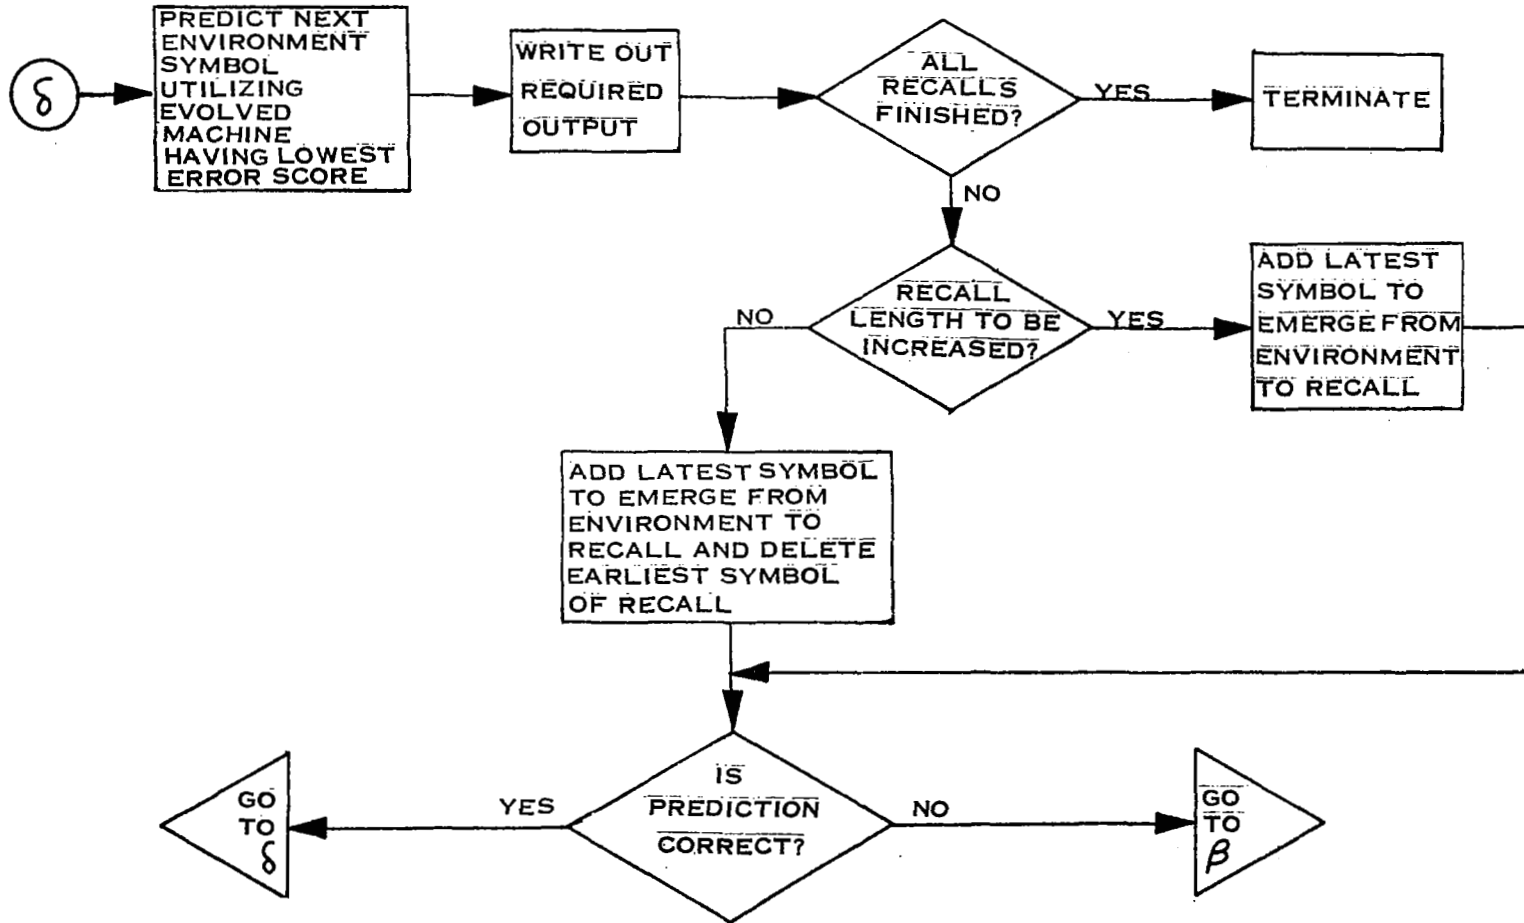 δ
PREDICT NEXT
ENVIRONMENT
SYMBOL
UTILIZING
EVOLVED
MACHINE
HAVING LOWEST
ERROR SCORE
WRITE OUT
REQUIRED
OUTPUT
ALL
RECALLS
FINISHED?
YES
TERMINATE
NO
RECALL
LENGTH TO BE
INCREASED?
NO
YES
ADD LATEST
SYMBOL TO
EMERGE FROM
ENVIRONMENT
TO RECALL
ADD LATEST SYMBOL
TO EMERGE FROM
ENVIRONMENT TO
RECALL AND DELETE
EARLIEST SYMBOL
OF RECALL
IS
PREDICTION
CORRECT?
YES
NO
GO
TO
δ
GO
TO
β